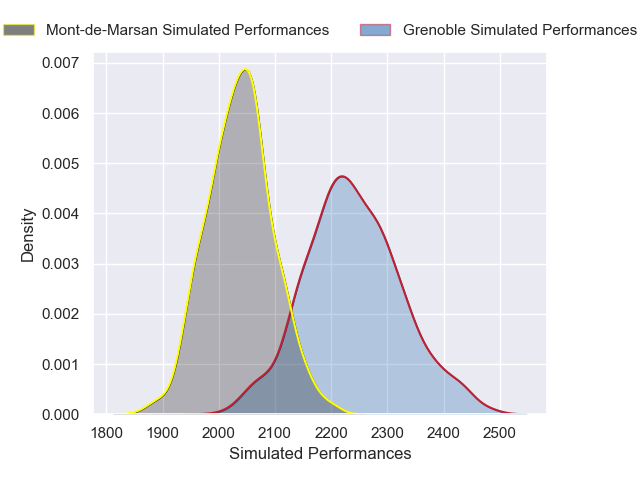 Mont-de-Marsan Simulated Performances Grenoble Simulated Performances
0.007
0.006
0.005
0.004
0.003
0.002
0.001
0.000
Density
1800 1900 2000 2100 2200 2300 2400 2500
Simulated Performances